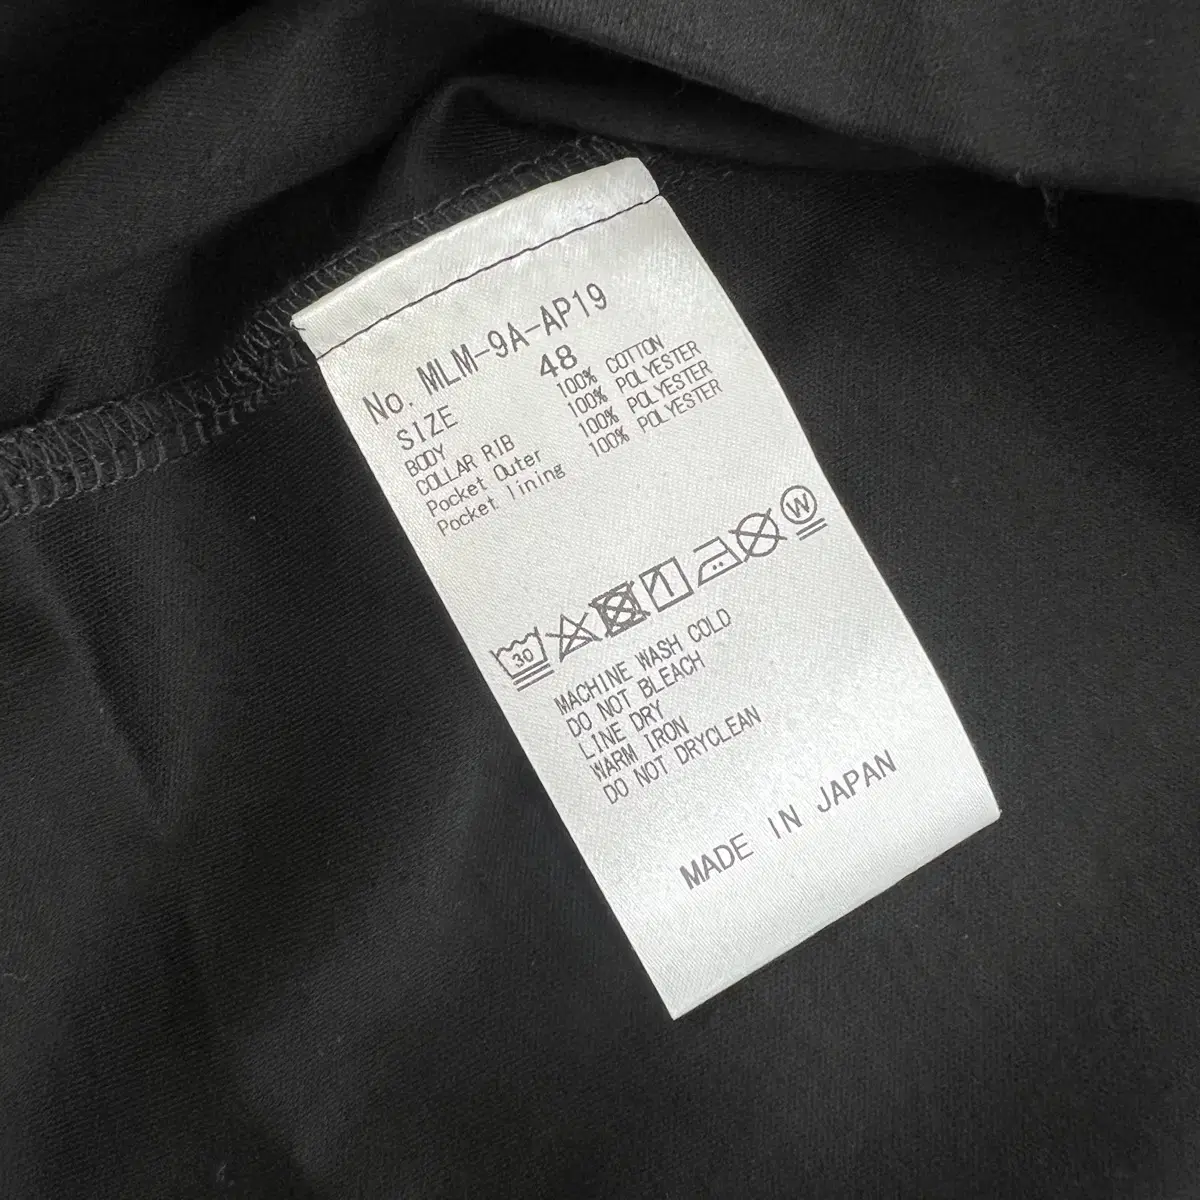 No. MLM-9A-AP19
SIZE 48
BODY 100% COTTON
COLLAR RIB 100% POLYESTER
Pocket Outer 100% POLYESTER
Pocket lining 100% POLYESTER
30 W
MACHINE WASH COLD
DO NOT BLEACH
LINE DRY
WARM IRON
DO NOT DRYCLEAN
MADE IN JAPAN